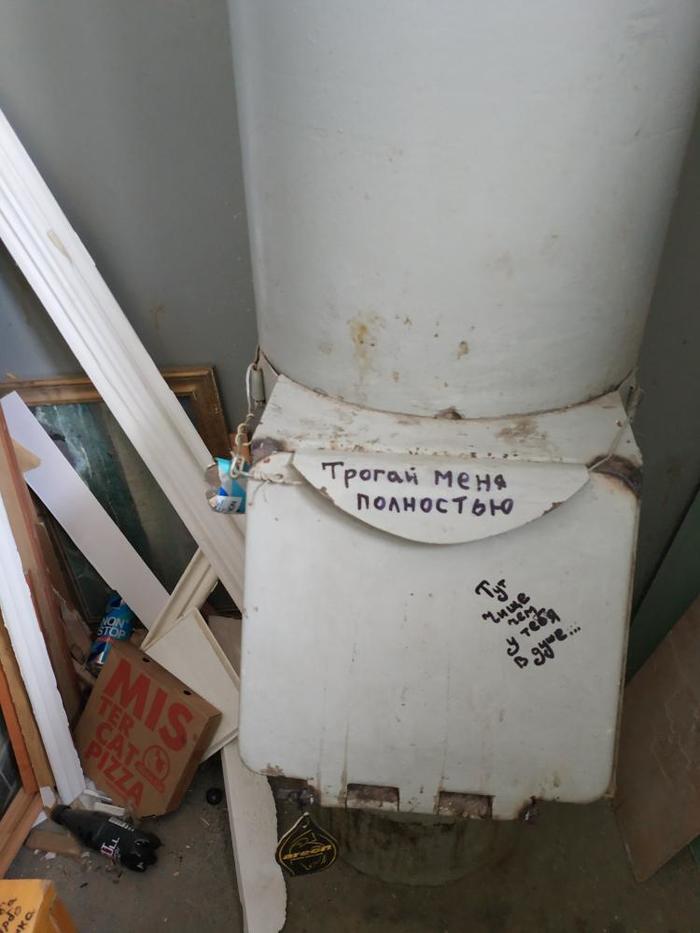 Трогай меня
полностью
Тут
чище
чем
у тебя
в душе...
NON
STOP
MIS
TER
CAT
PIZZA